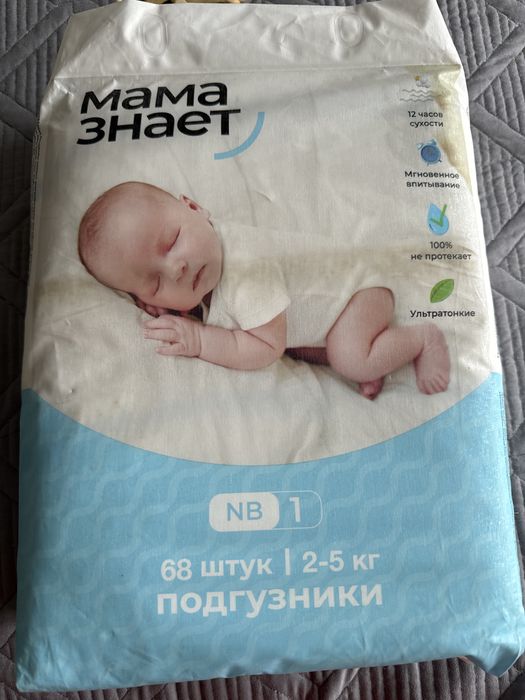 мама
знает
12 часов
сухости
Мгновенное
впитывание
100%
не протекает
Ультратонкие
NB 1
68 штук | 2-5 кг
подгузники